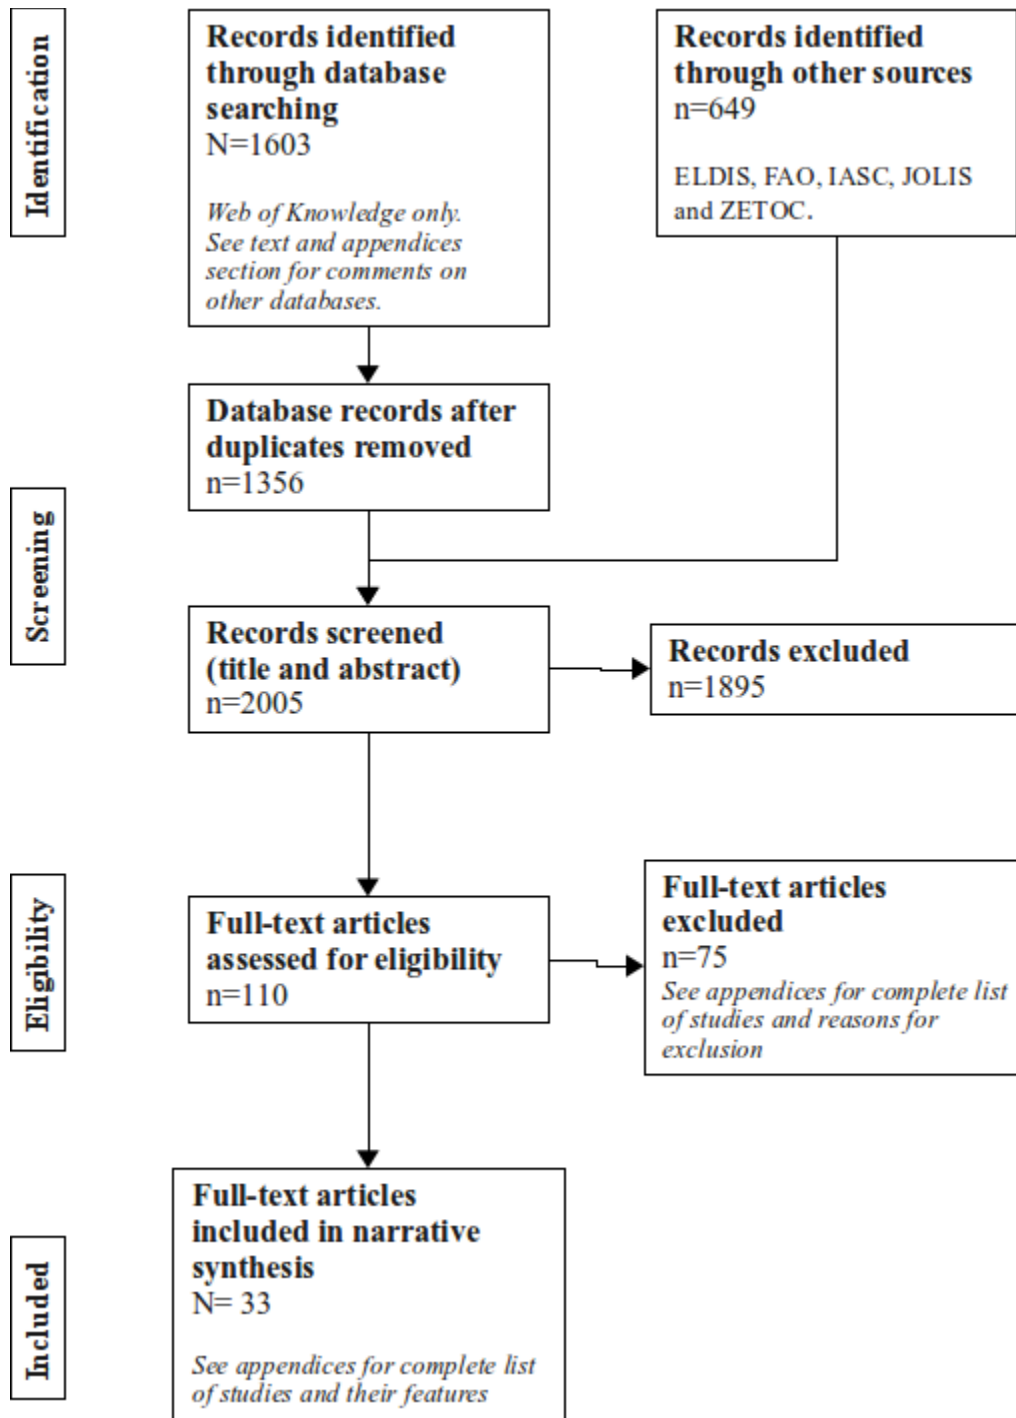 Identification
Records identified
through database
searching
N=1603
Web of Knowledge only.
See text and appendices
section for comments on
other databases.
Records identified
through other sources
n=649
ELDIS, FAO, IASC, JOLIS
and ZETOC.
Database records after
duplicates removed
n=1356
Screening
Records screened
(title and abstract)
n=2005
Records excluded
n=1895
Eligibility
Full-text articles
assessed for eligibility
n=110
Full-text articles
excluded
n=75
See appendices for complete list
of studies and reasons for
exclusion
Included
Full-text articles
included in narrative
synthesis
N= 33
See appendices for complete list
of studies and their features